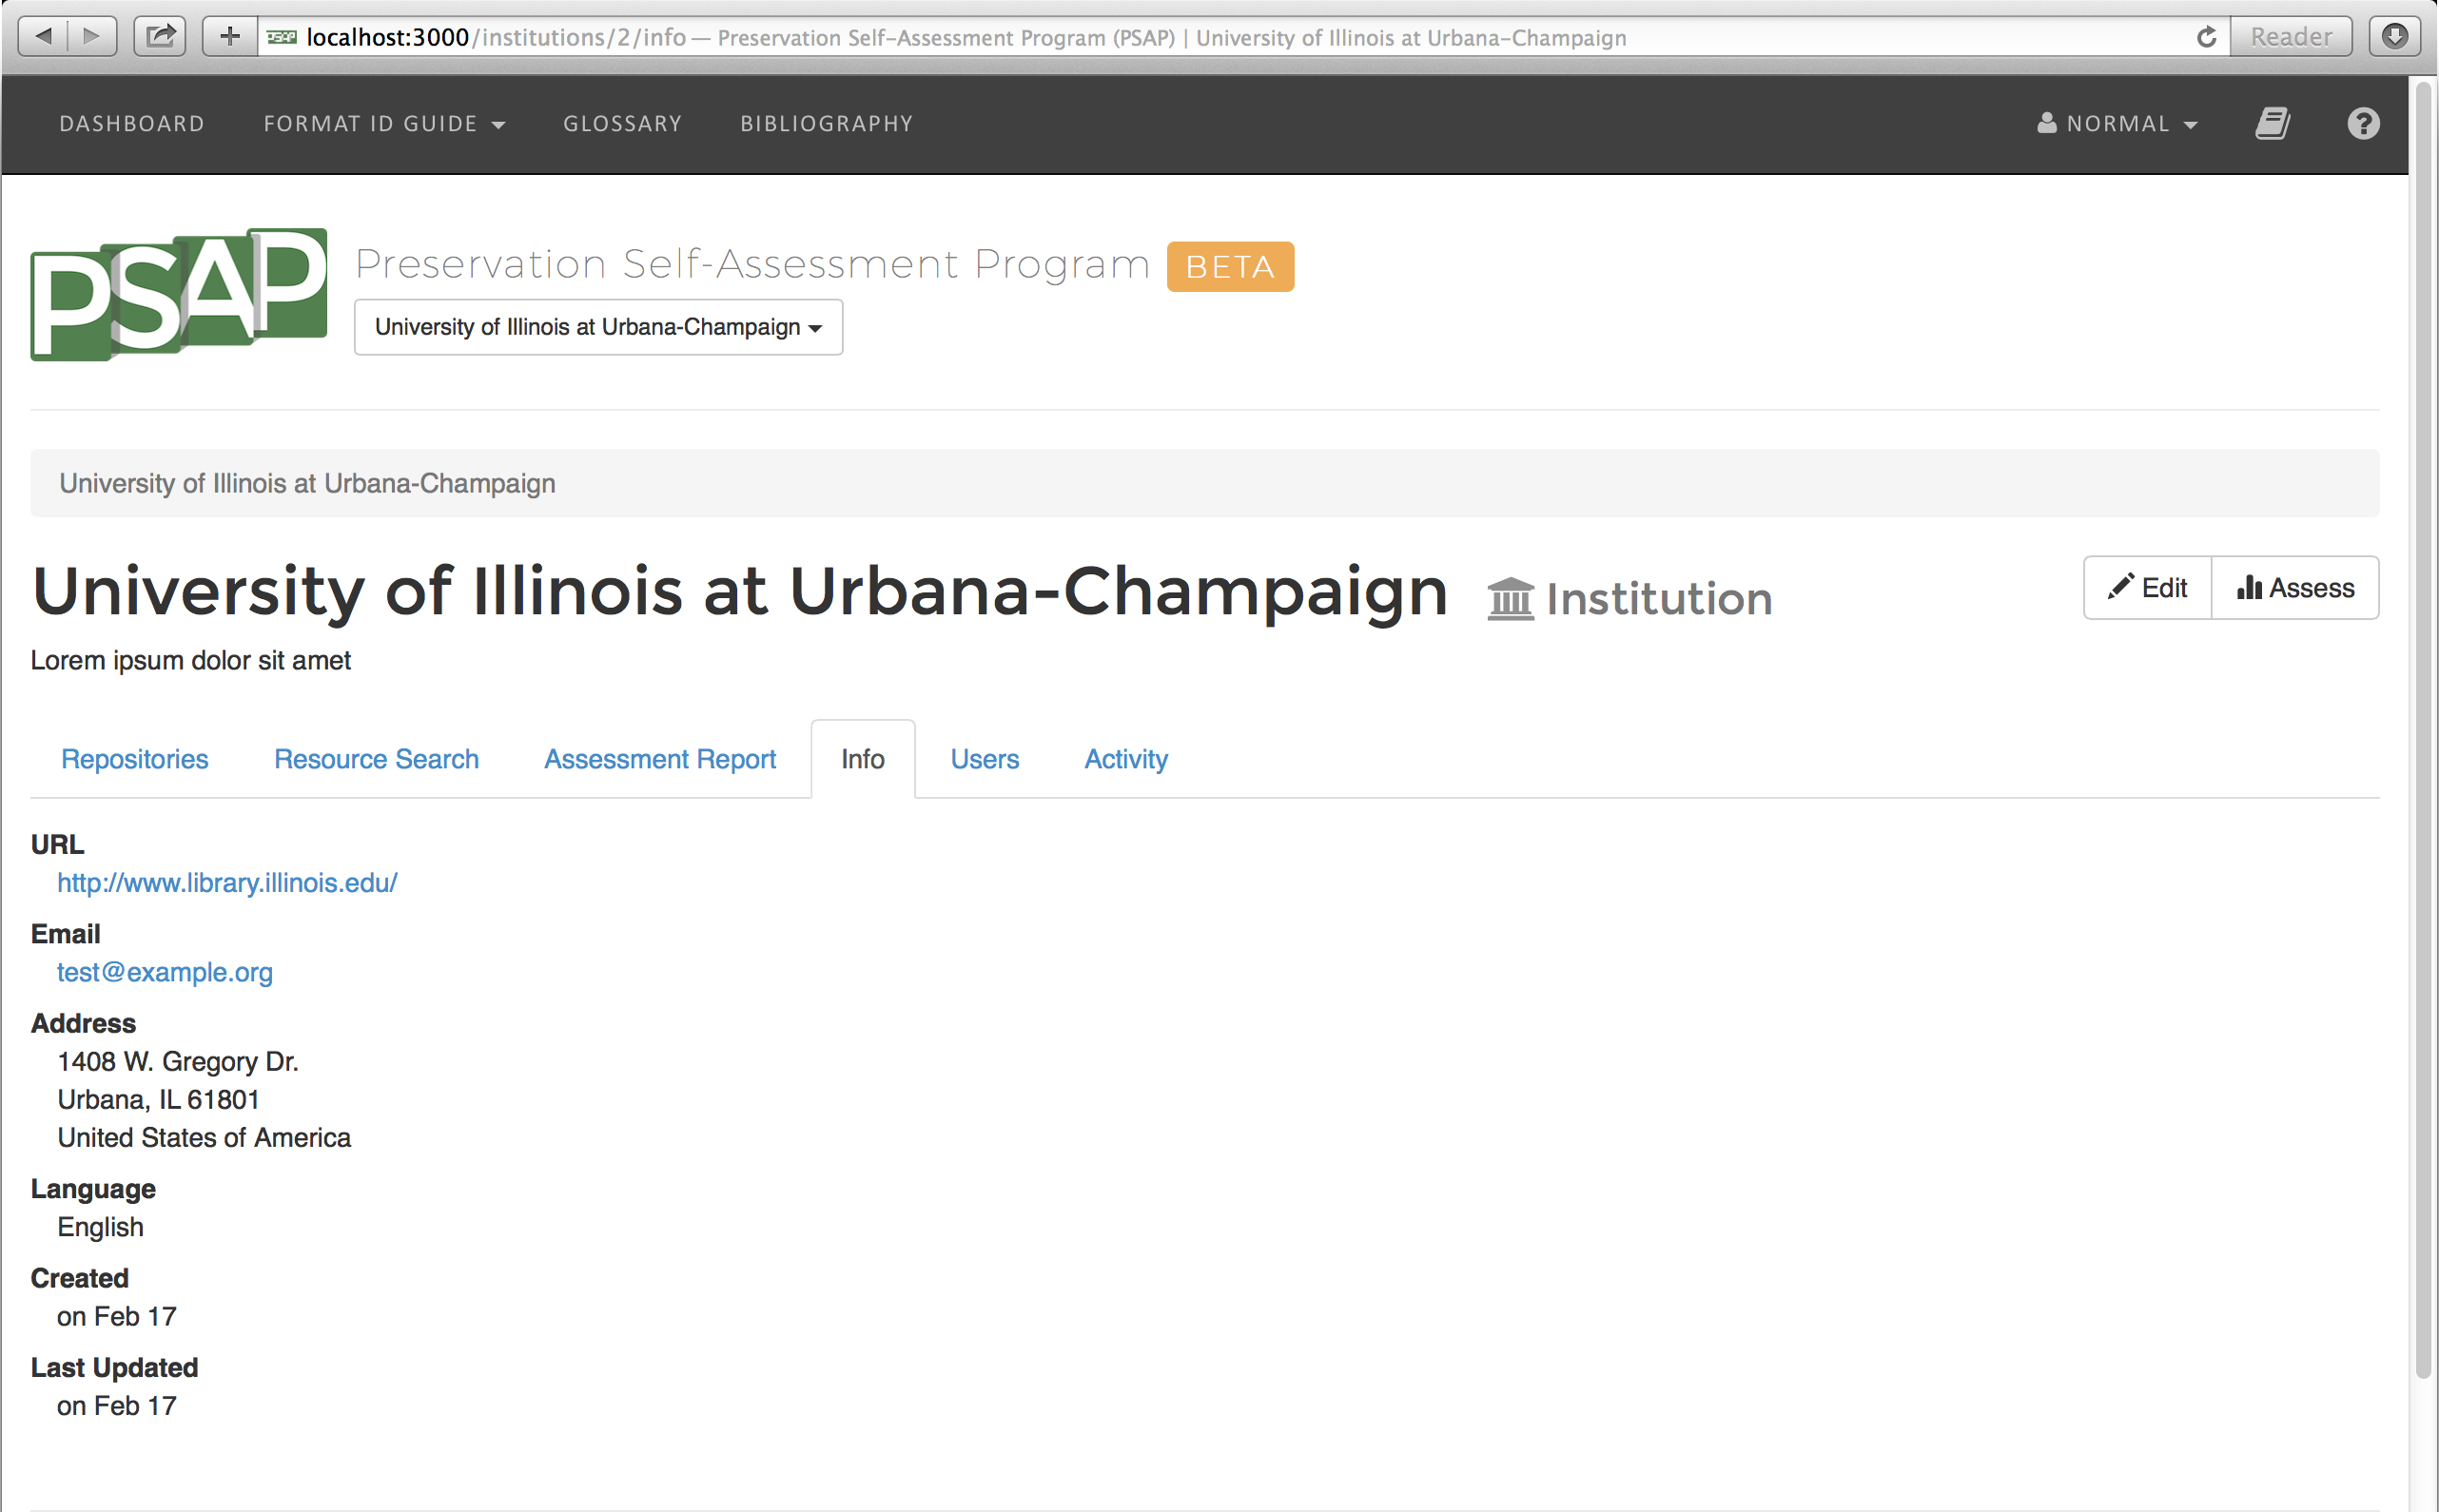 localhost:3000/institutions/2/info — Preservation Self-Assessment Program (PSAP) | University of Illinois at Urbana-Champaign
Reader
DASHBOARD FORMAT ID GUIDE GLOSSARY BIBLIOGRAPHY NORMAL
PSAP
Preservation Self-Assessment Program BETA
University of Illinois at Urbana-Champaign
University of Illinois at Urbana-Champaign
University of Illinois at Urbana-Champaign Institution
Edit Assess
Lorem ipsum dolor sit amet
Repositories Resource Search Assessment Report Info Users Activity
URL
http://www.library.illinois.edu/
Email
test@example.org
Address
1408 W. Gregory Dr.
Urbana, IL 61801
United States of America
Language
English
Created
on Feb 17
Last Updated
on Feb 17